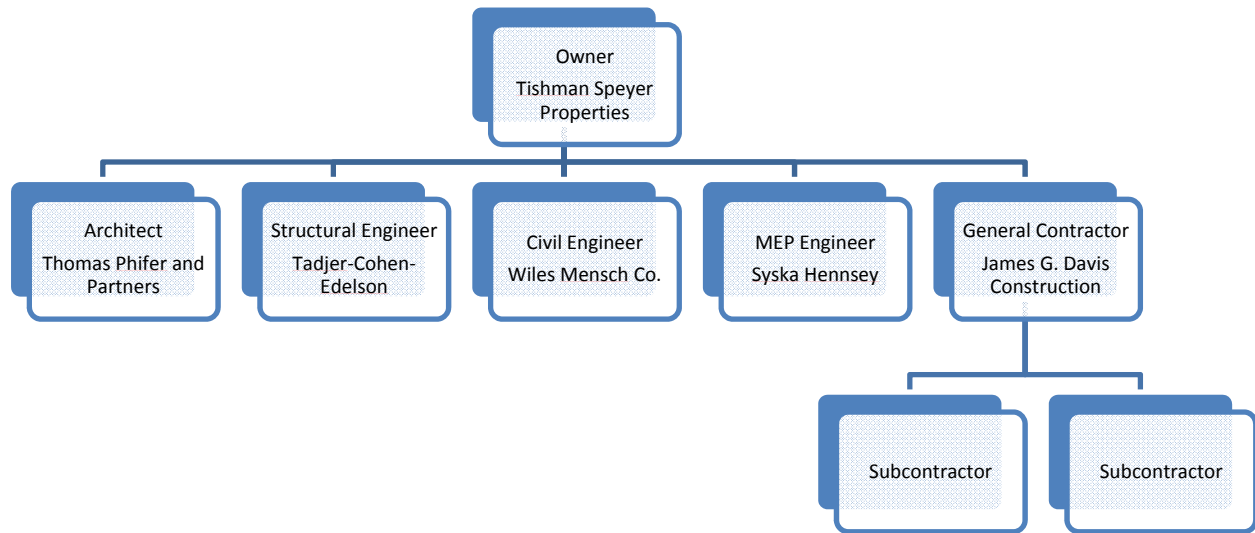 Owner
Tishman Speyer
Properties
Architect
Thomas Phifer and
Partners
Structural Engineer
Tadjer-Cohen-
Edelson
Civil Engineer
Wiles Mensch Co.
MEP Engineer
Syska Hennsey
General Contractor
James G. Davis
Construction
Subcontractor
Subcontractor